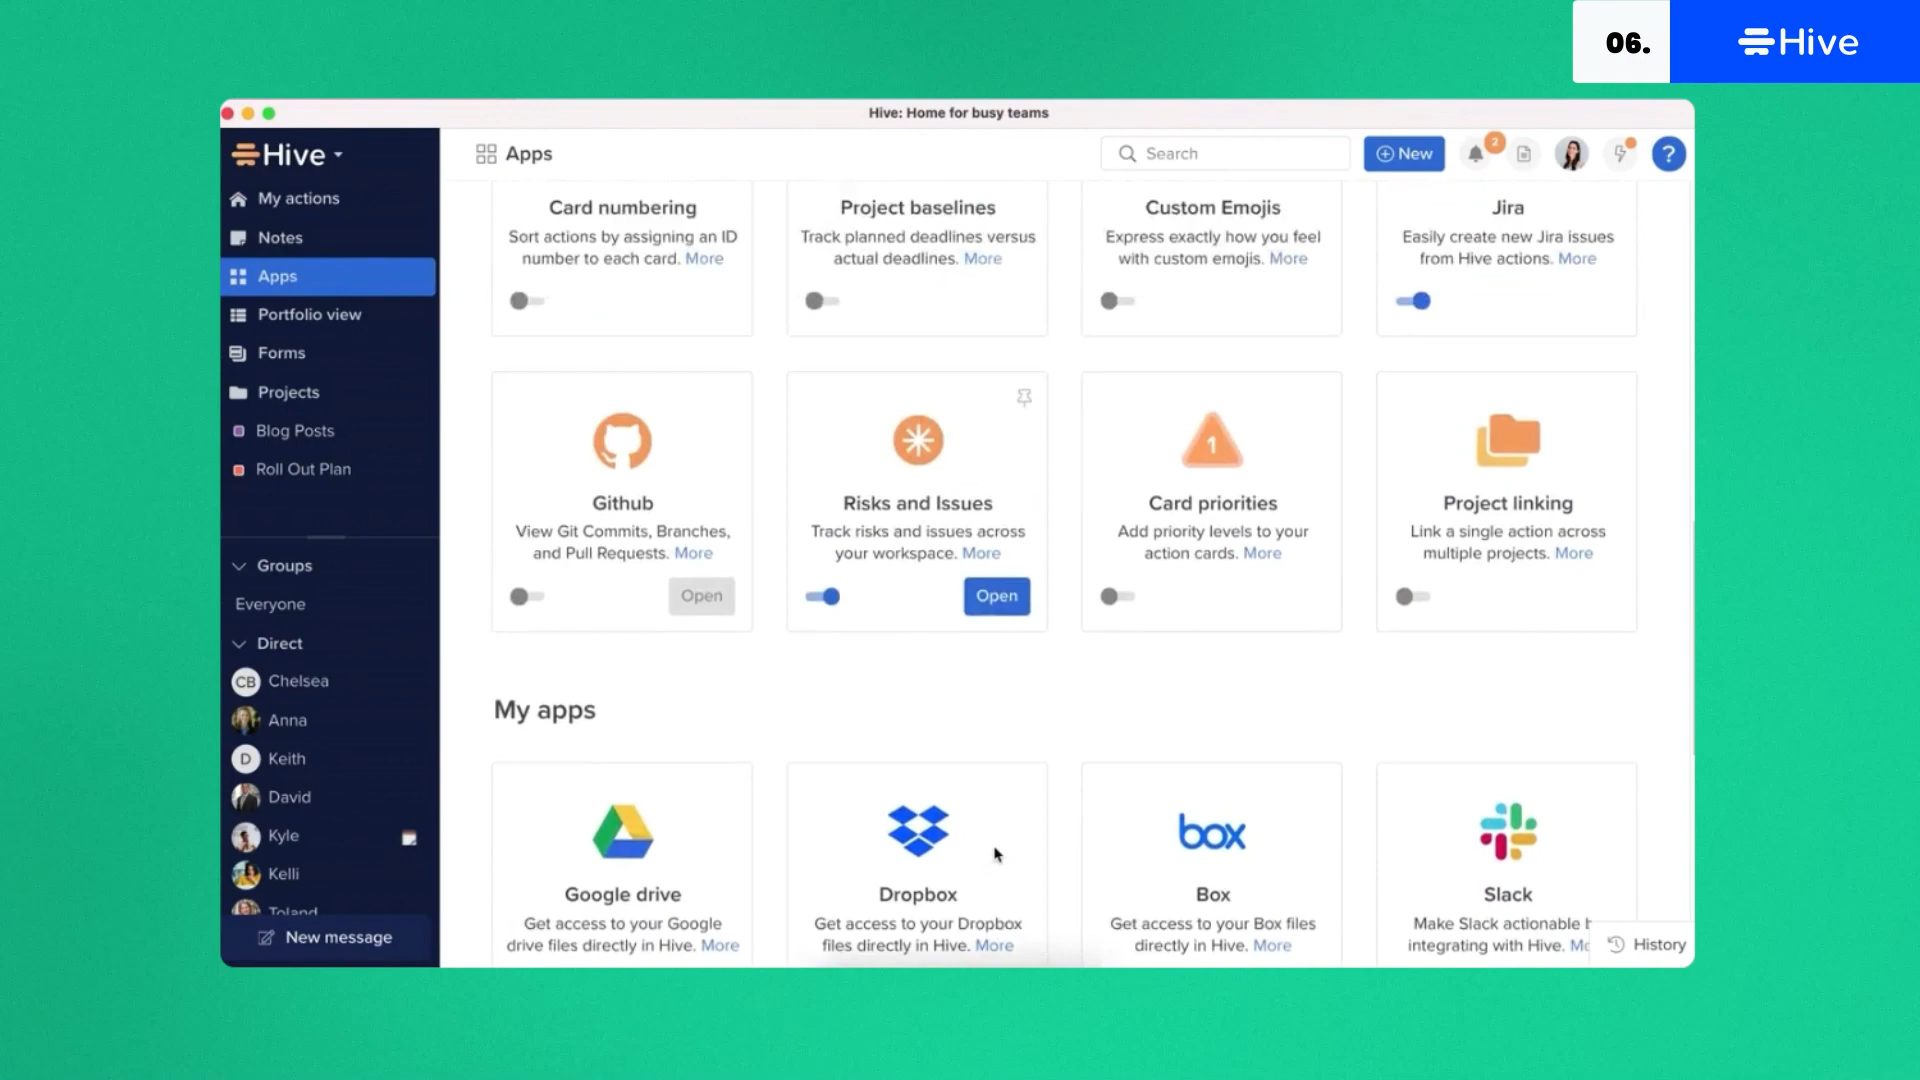 06.
Hive
Hive: Home for busy teams
Hive
Apps
Search
New
2
?
My actions
Notes
Apps
Portfolio view
Forms
Projects
Blog Posts
Roll Out Plan
Groups
Everyone
Direct
CB Chelsea
Anna
D Keith
David
Kyle
Kelli
Toland
New message
Card numbering
Sort actions by assigning an ID
number to each card. More
Project baselines
Track planned deadlines versus
actual deadlines. More
Custom Emojis
Express exactly how you feel
with custom emojis. More
Jira
Easily create new Jira issues
from Hive actions. More
Github
View Git Commits, Branches,
and Pull Requests. More
Open
Risks and Issues
Track risks and issues across
your workspace. More
Open
1
Card priorities
Add priority levels to your
action cards. More
Project linking
Link a single action across
multiple projects. More
My apps
Google drive
Get access to your Google
drive files directly in Hive. More
Dropbox
Get access to your Dropbox
files directly in Hive. More
box
Box
Get access to your Box files
directly in Hive. More
Slack
Make Slack actionable
integrating with Hive.
History